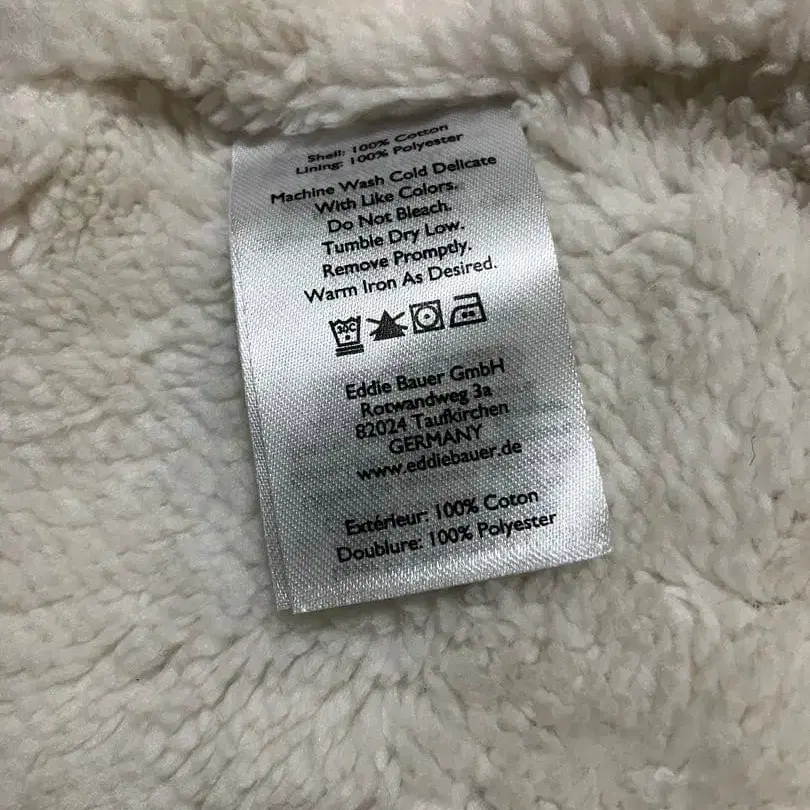 Shell: 100% Cotton
Lining: 100% Polyester
Machine Wash Cold Delicate
With Like Colors.
Do Not Bleach.
Tumble Dry Low.
Remove Promptly.
Warm Iron As Desired.
30C
Eddie Bauer GmbH
Rotwandweg 3a
82024 Taufkirchen
GERMANY
www.eddiebauer.de
Extérieur: 100% Coton
Doublure: 100% Polyester